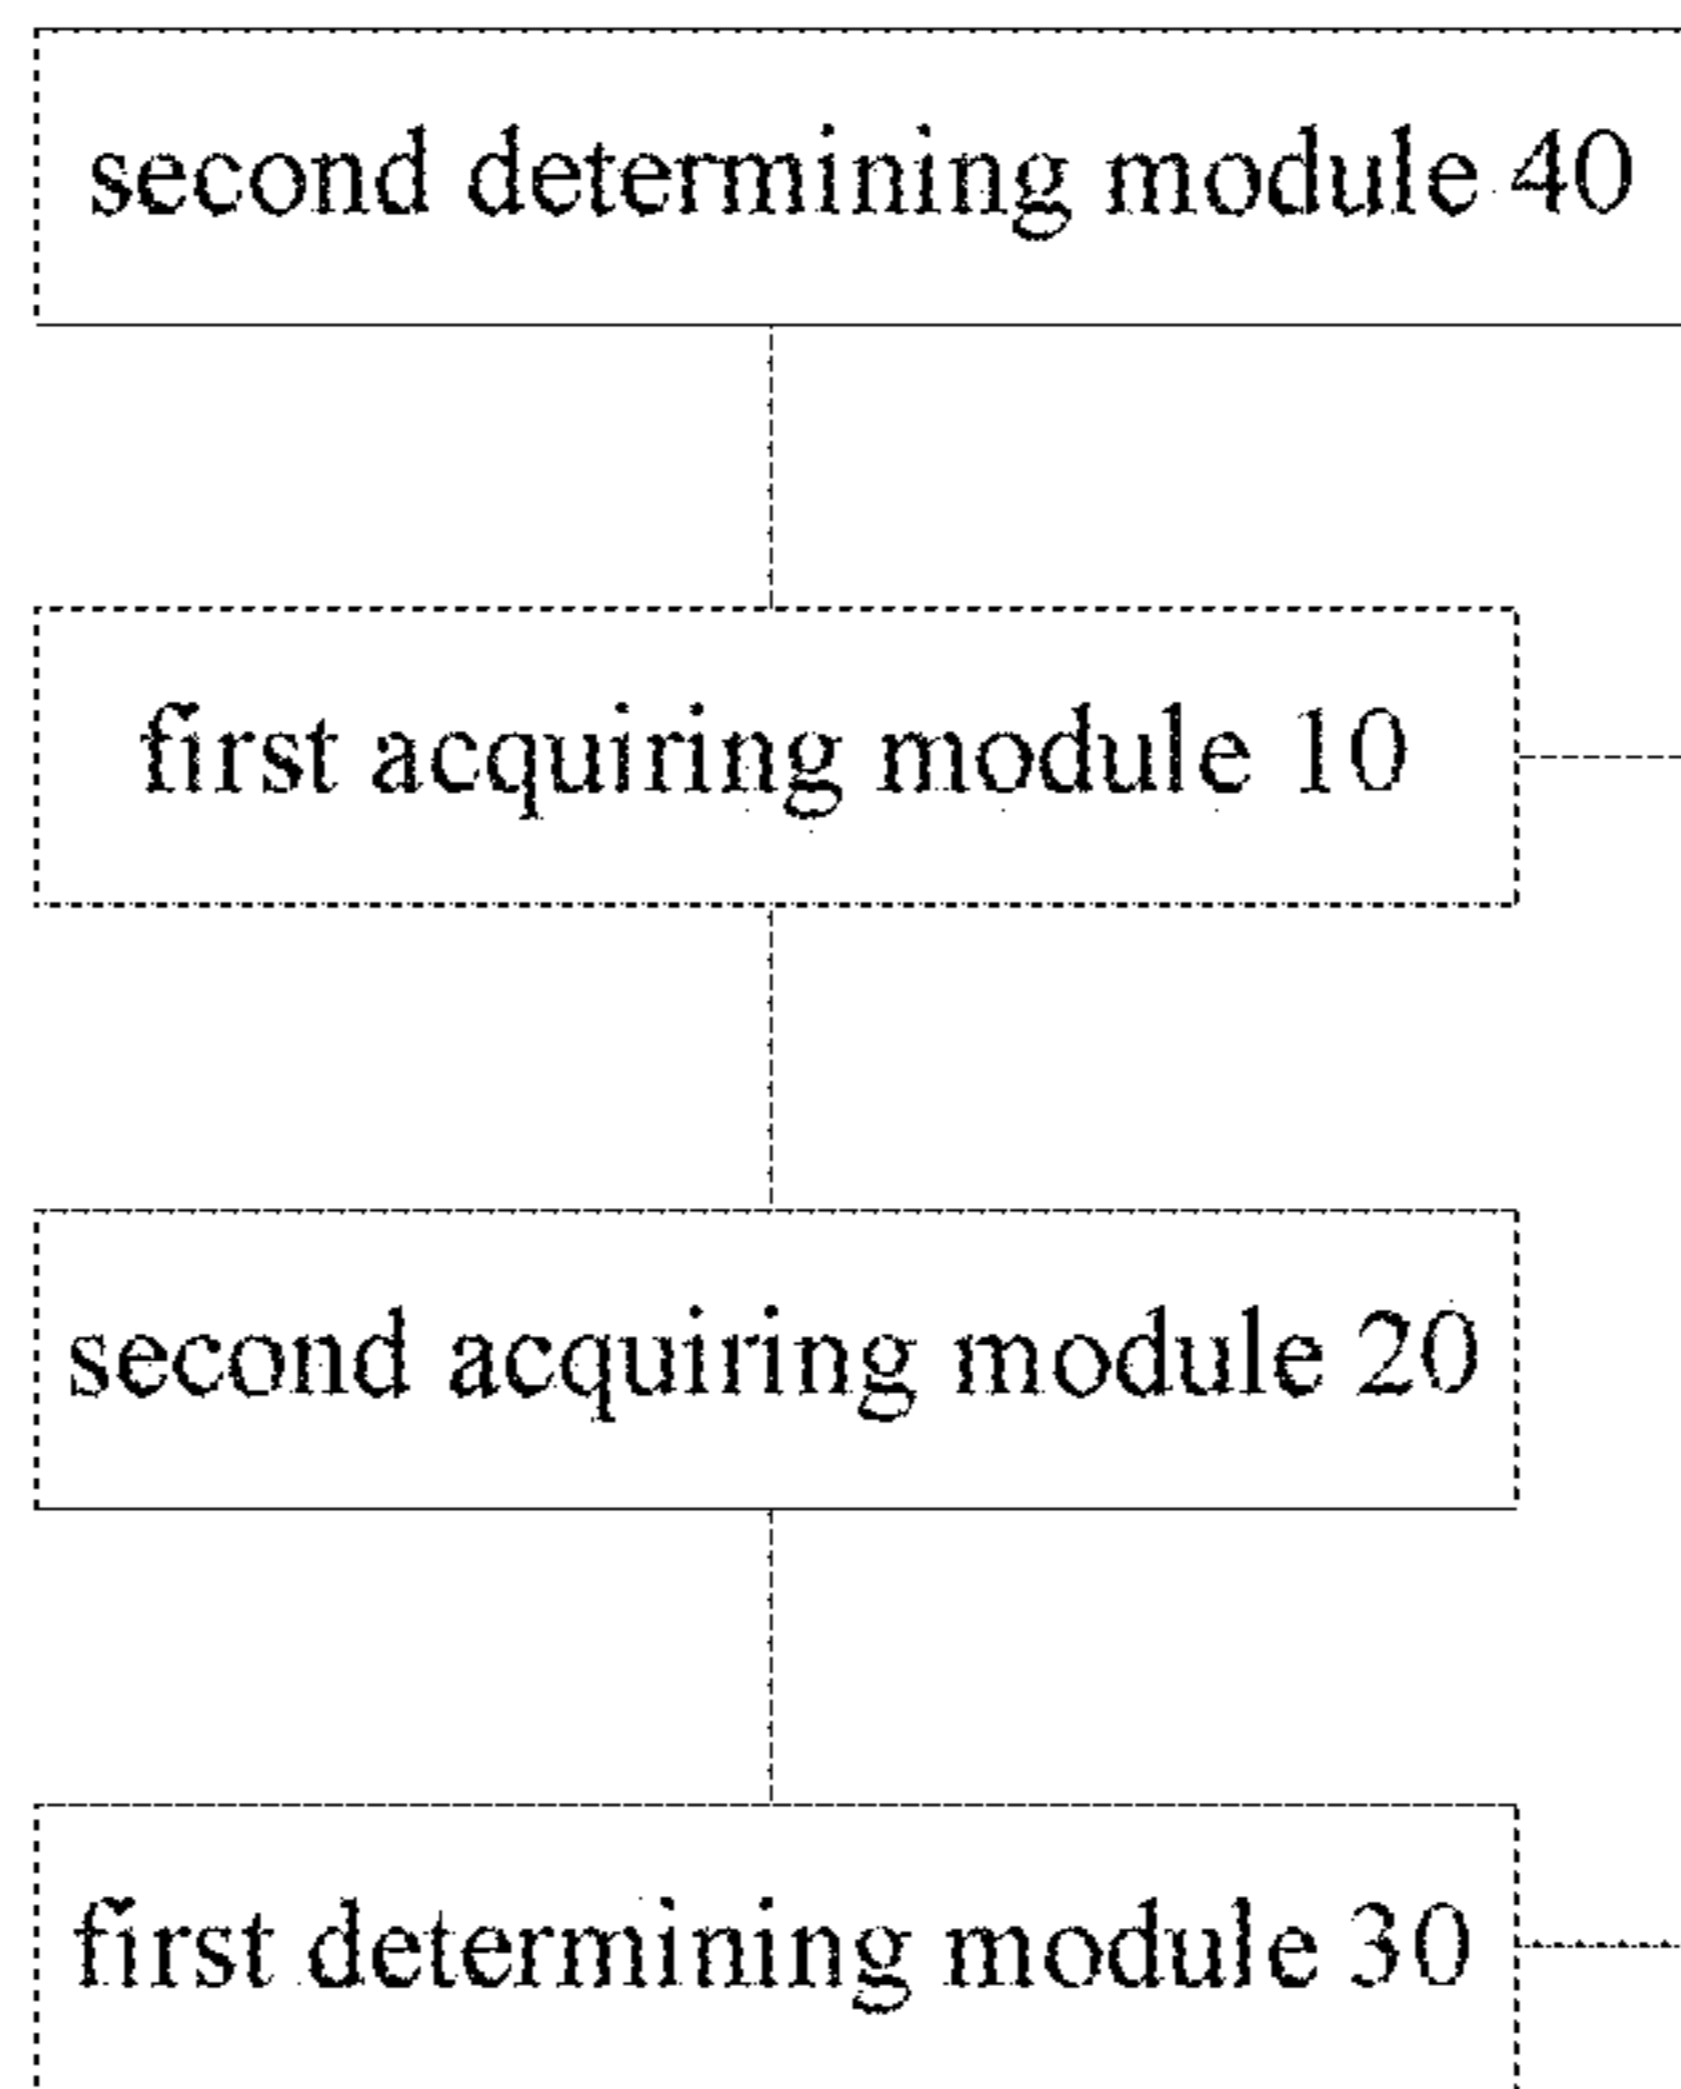 second determining module 40
first acquiring module 10
second acquiring module 20
first determining module 30